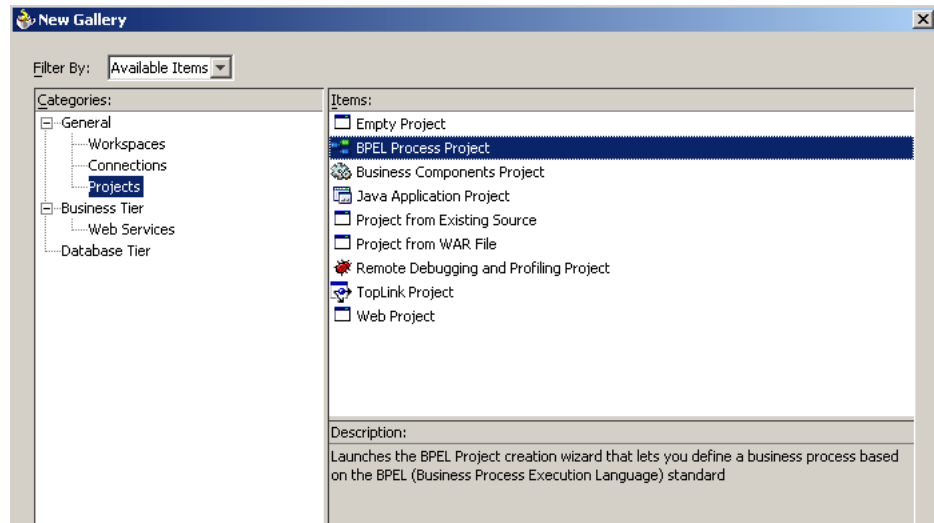 New Gallery
Filter By: Available Items
Categories:
General
Workspaces
Connections
Projects
Business Tier
Web Services
Database Tier
Items:
Empty Project
BPEL Process Project
Business Components Project
Java Application Project
Project from Existing Source
Project from WAR File
Remote Debugging and Profiling Project
TopLink Project
Web Project
Description:
Launches the BPEL Project creation wizard that lets you define a business process based
on the BPEL (Business Process Execution Language) standard